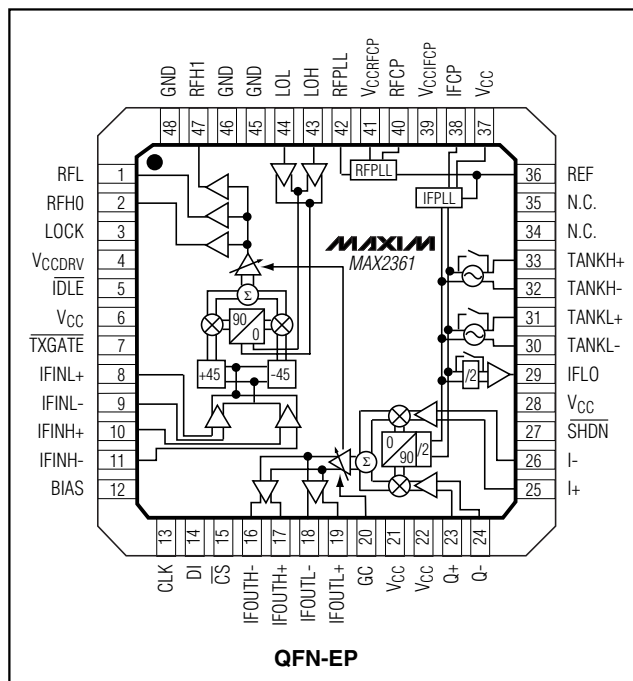 GND
RFH1
GND
GND
LOL
LOH
RFPLL
VCCRFCP
RFCP
VCCIFCP
IFCP
VCC
48
47
46
45
44
43
42
41
40
39
38
37
RFL 1
RFH0 2
LOCK 3
VCCDRV 4
IDLE 5
VCC 6
TXGATE 7
IFINL+ 8
IFINL- 9
IFINH+ 10
IFINH- 11
BIAS 12
RFPLL
IFPLL
MAXIM
MAX2361
Σ
90
0
+45
-45
/2
0
90
/2
Σ
36 REF
35 N.C.
34 N.C.
33 TANKH+
32 TANKH-
31 TANKL+
30 TANKL-
29 IFLO
28 VCC
27 SHDN
26 I-
25 I+
13
14
15
16
17
18
19
20
21
22
23
24
CLK
DI
CS
IFOUTH-
IFOUTH+
IFOUTL-
IFOUTL+
GC
VCC
VCC
Q+
Q-
QFN-EP